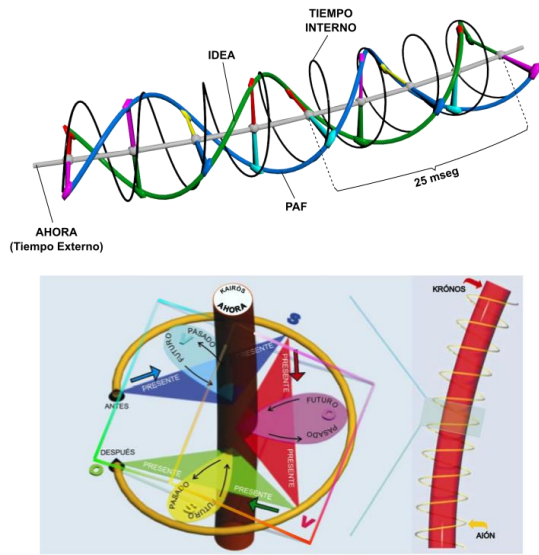 TIEMPO
INTERNO
IDEA
25 mseg
PAF
AHORA
(Tiempo Externo)
KAIRÓS
AHORA
KRÓNOS
S
PASADO
V
FUTURO
PRESENTE
PRESENTE
PRESENTE
ANTES
FUTURO
O
PASADO
DESPUÉS
PRESENTE
PRESENTE
PRESENTE
O
PASADO
FUTURO
V
AIÓN